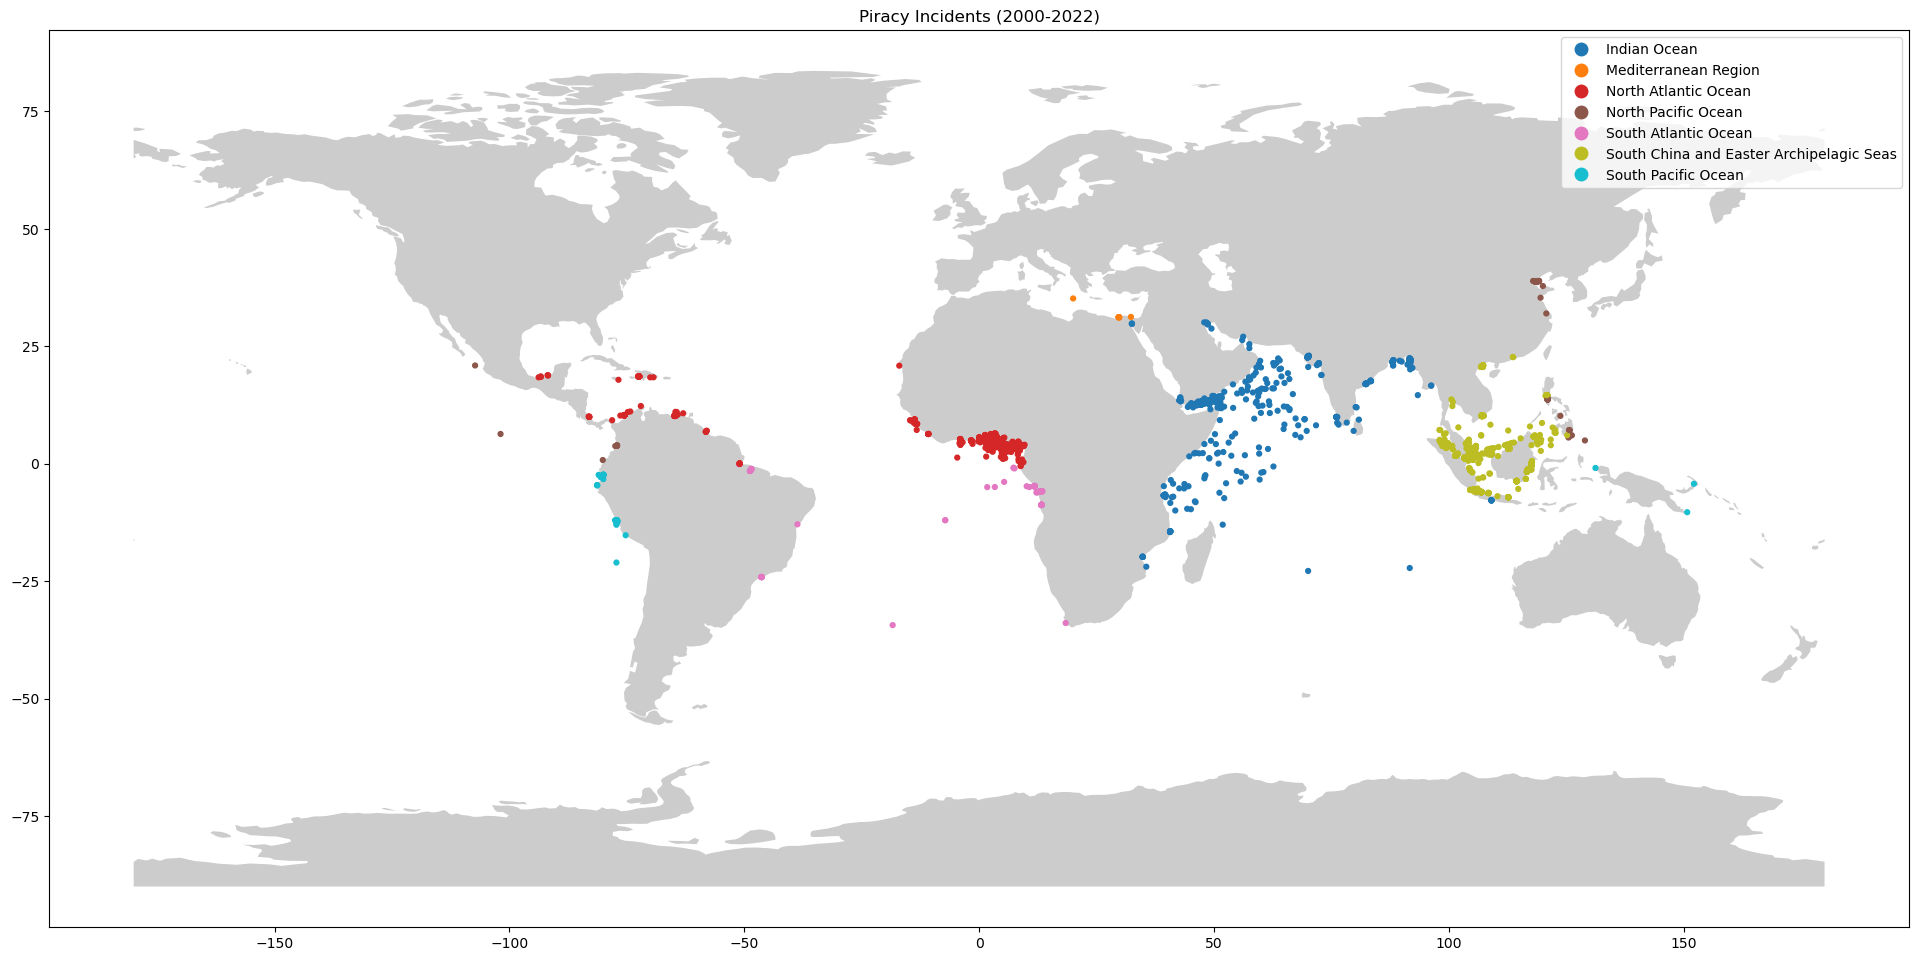 Piracy Incidents (2000-2022)
Indian Ocean
Mediterranean Region
North Atlantic Ocean
North Pacific Ocean
South Atlantic Ocean
South China and Easter Archipelagic Seas
South Pacific Ocean
75
50
25
0
−25
−50
−75
−150
−100
−50
0
50
100
150